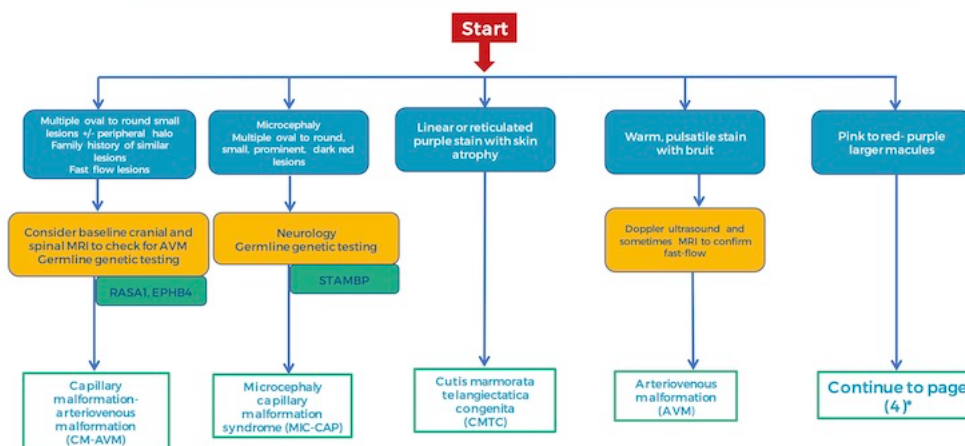 Start
Multiple oval to round small
lesions +/- peripheral halo
Family history of similar
lesions
Fast flow lesions
Microcephaly
Multiple oval to round,
small, prominent, dark red
lesions
Linear or reticulated
purple stain with skin
atrophy
Warm, pulsatile stain
with bruit
Pink to red- purple
larger macules
Consider baseline cranial and
spinal MRI to check for AVM
Germline genetic testing
RASA1, EPHB4
Neurology
Germline genetic testing
STAMBP
Doppler ultrasound and
sometimes MRI to confirm
fast-flow
Capillary
malformation-
arteriovenous
malformation
(CM-AVM)
Microcephaly
capillary
malformation
syndrome (MIC-CAP)
Cutis marmorata
telangiectatica
congenita
(CMTC)
Arteriovenous
malformation
(AVM)
Continue to page
(4)*